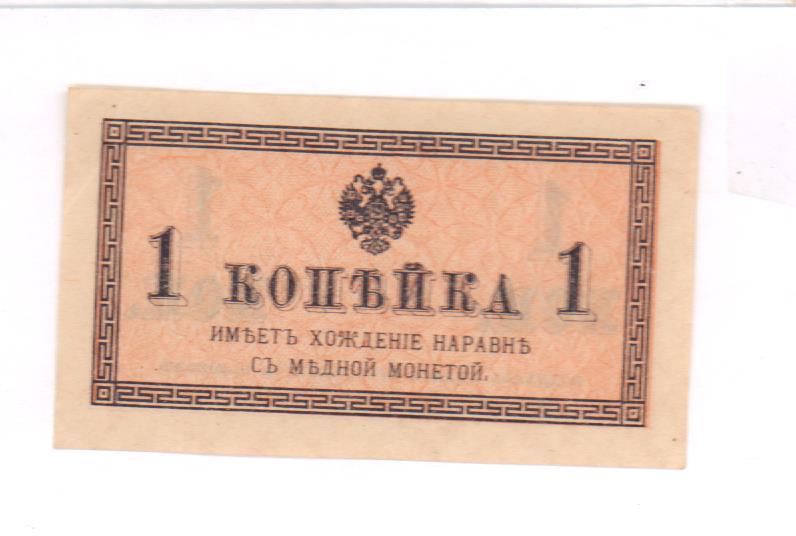 1 КОПѢЙКА 1
ИМѢЕТЪ ХОЖДЕНІЕ НАРАВНѢ
СЪ МѢДНОЙ МОНЕТОЙ.